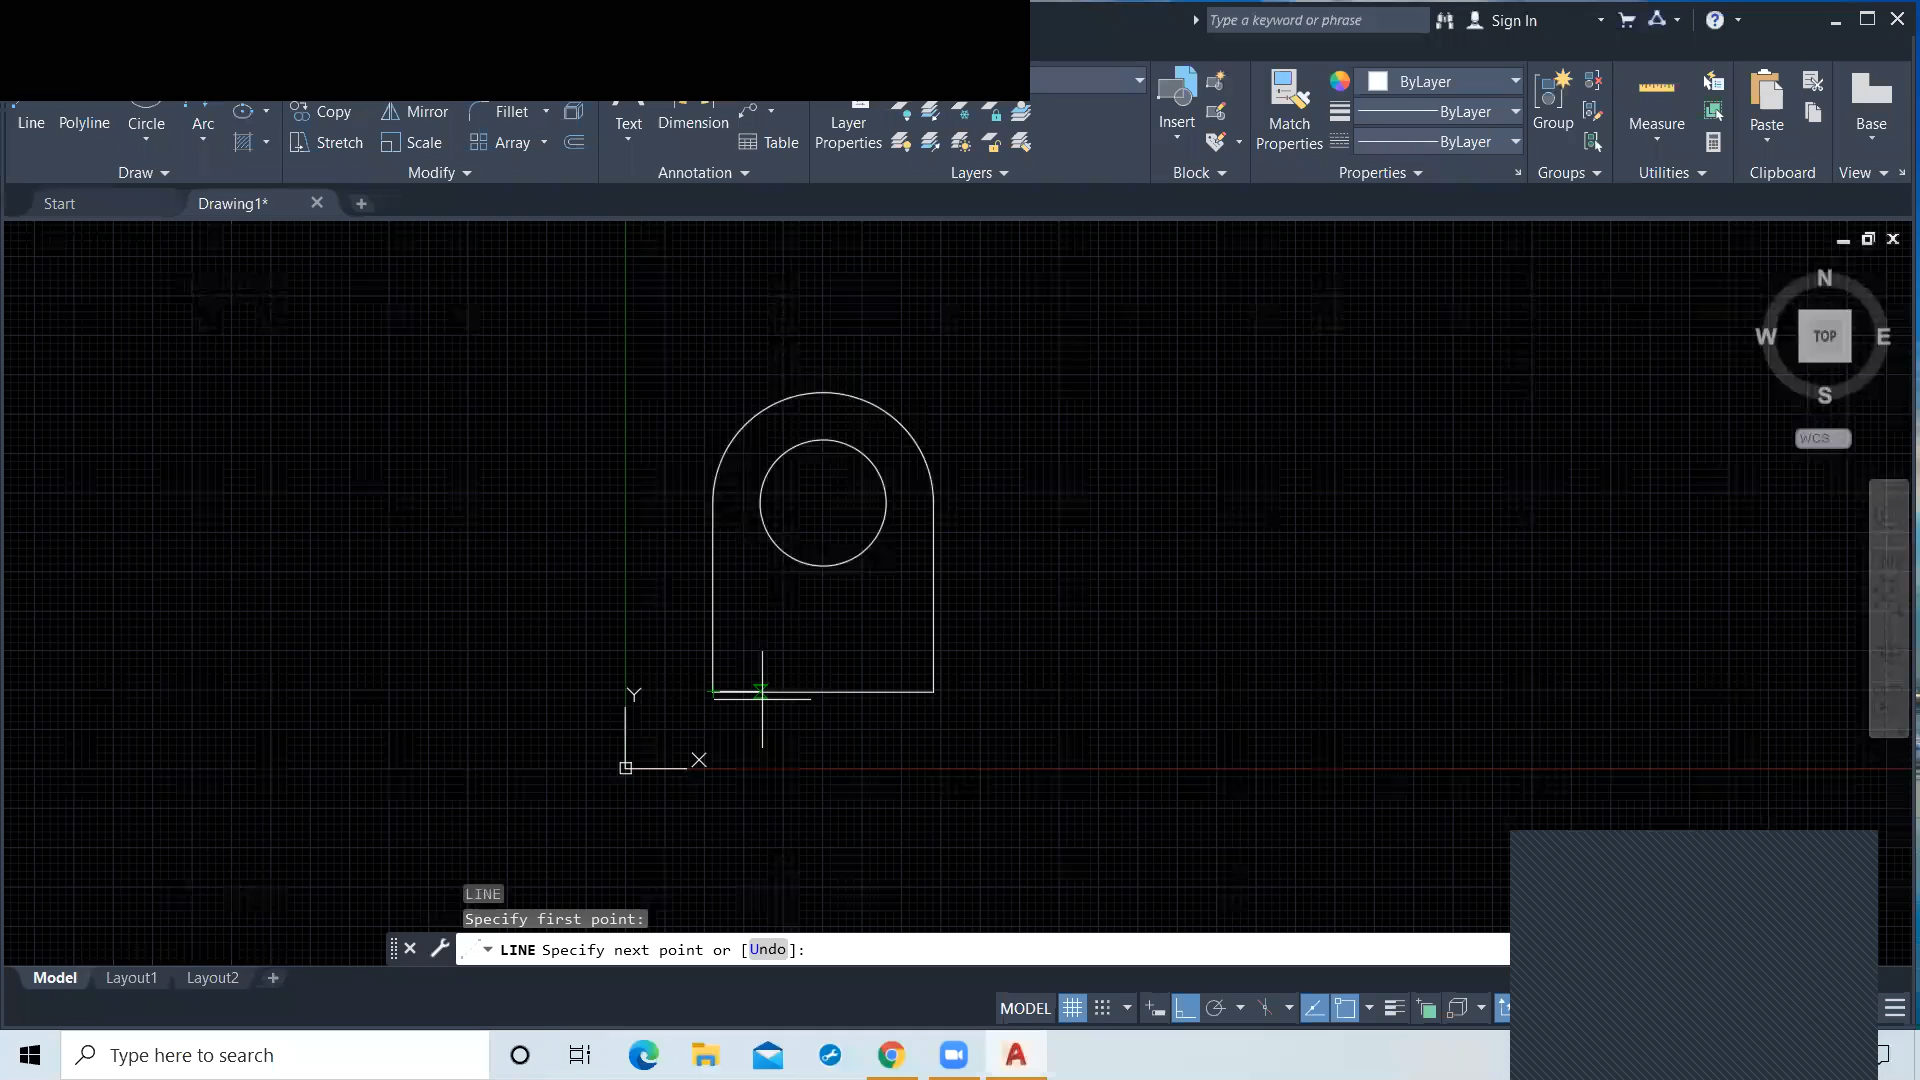 Type a keyword or phrase
Sign In
Line
Polyline
Circle
Arc
Copy
Mirror
Fillet
Stretch
Scale
Array
Text
Dimension
Table
Layer
Properties
Insert
Match
Properties
ByLayer
ByLayer
ByLayer
Group
Measure
Paste
Base
Draw
Modify
Annotation
Layers
Block
Properties
Groups
Utilities
Clipboard
View
Start
Drawing1*
N
W
TOP
E
S
WCS
Y
X
LINE
Specify first point:
LINE Specify next point or [Undo]:
Model
Layout1
Layout2
MODEL
Type here to search